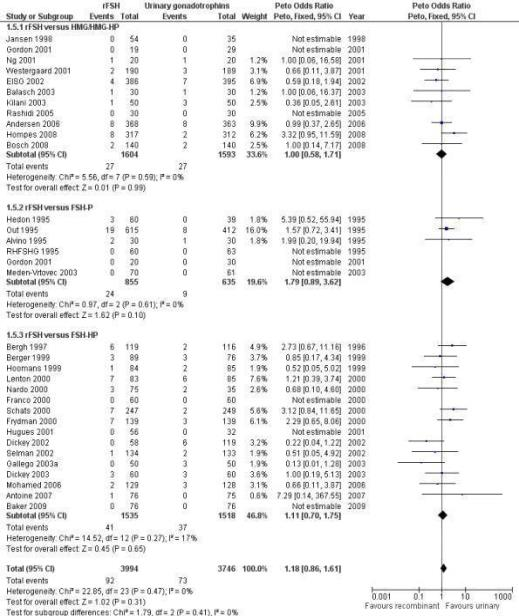 rFSH Urinary gonadotrophins Peto Odds Ratio Peto Odds Ratio
Study or Subgroup Events Total Events Total Weight Peto, Fixed, 95% CI Year Peto, Fixed, 95% CI
1.5.1 rFSH versus HMG/HMG-HP
Jansen 1998 0 54 0 35 Not estimable 1998
Gordon 2001 0 19 0 29 Not estimable 2001
Ng 2001 1 20 1 20 1.2% 1.00 [0.06, 16.58] 2001
Westergaard 2001 2 190 3 189 3.1% 0.66 [0.11, 3.87] 2001
EISG 2002 4 386 7 395 6.8% 0.59 [0.18, 1.94] 2002
Balasch 2003 1 30 1 30 1.2% 1.00 [0.06, 16.37] 2003
Kilani 2003 1 50 3 50 2.4% 0.36 [0.05, 2.61] 2003
Rashidi 2005 0 30 0 30 Not estimable 2005
Andersen 2006 8 368 8 363 9.8% 0.99 [0.37, 2.65] 2006
Hompes 2008 8 317 2 312 6.2% 3.32 [0.95, 11.59] 2008
Bosch 2008 2 140 2 140 2.5% 1.00 [0.14, 7.17] 2008
Subtotal (95% CI) 1604 1593 33.6% 1.00 [0.58, 1.71]
Total events 27 27
Heterogeneity: Chi² = 5.56, df = 7 (P = 0.59); I² = 0%
Test for overall effect: Z = 0.01 (P = 0.99)
1.5.2 rFSH versus FSH-P
Hedon 1995 3 60 0 39 1.8% 5.39 [0.52, 55.94] 1995
Out 1995 19 615 8 412 16.0% 1.57 [0.72, 3.41] 1995
Alvino 1995 2 30 1 30 1.8% 1.99 [0.20, 19.94] 1995
RHFSHG 1995 0 60 0 63 Not estimable 1995
Gordon 2001 0 20 0 30 Not estimable 2001
Meden-Vrtovec 2003 0 70 0 61 Not estimable 2003
Subtotal (95% CI) 855 635 19.6% 1.79 [0.89, 3.62]
Total events 24 9
Heterogeneity: Chi² = 0.97, df = 2 (P = 0.61); I² = 0%
Test for overall effect: Z = 1.62 (P = 0.10)
1.5.3 rFSH versus FSH-HP
Bergh 1997 6 119 2 116 4.9% 2.73 [0.67, 11.16] 1996
Berger 1999 3 89 3 76 3.6% 0.85 [0.17, 4.34] 1999
Hoomans 1999 1 84 2 85 1.9% 0.52 [0.05, 5.02] 1999
Lenton 2000 7 83 6 85 7.5% 1.21 [0.39, 3.74] 2000
Nardo 2000 3 75 2 35 2.8% 0.68 [0.10, 4.60] 2000
Franco 2000 0 60 0 60 Not estimable 2000
Schats 2000 7 247 2 249 5.6% 3.12 [0.84, 11.65] 2000
Frydman 2000 7 139 3 139 6.1% 2.29 [0.65, 8.06] 2000
Hugues 2001 0 56 0 32 Not estimable 2001
Dickey 2002 0 58 6 119 3.2% 0.22 [0.04, 1.22] 2002
Selman 2002 1 134 2 133 1.9% 0.51 [0.05, 4.92] 2002
Gallego 2003a 0 50 3 50 1.9% 0.13 [0.01, 1.28] 2003
Dickey 2003 3 60 3 60 3.6% 1.00 [0.19, 5.13] 2003
Mohamed 2006 2 129 3 128 3.1% 0.66 [0.11, 3.87] 2006
Antoine 2007 1 76 0 75 0.6% 7.29 [0.14, 367.55] 2007
Baker 2009 0 76 0 76 Not estimable 2009
Subtotal (95% CI) 1535 1518 46.8% 1.11 [0.70, 1.75]
Total events 41 37
Heterogeneity: Chi² = 14.52, df = 12 (P = 0.27); I² = 17%
Test for overall effect: Z = 0.45 (P = 0.65)
Total (95% CI) 3994 3746 100.0% 1.18 [0.86, 1.61]
Total events 92 73
Heterogeneity: Chi² = 22.85, df = 23 (P = 0.47); I² = 0%
Test for overall effect: Z = 1.02 (P = 0.31)
Test for subgroup differences: Chi² = 1.79, df = 2 (P = 0.41), I² = 0%
0.001 0.1 1 10 1000
Favours recombinant Favours urinary